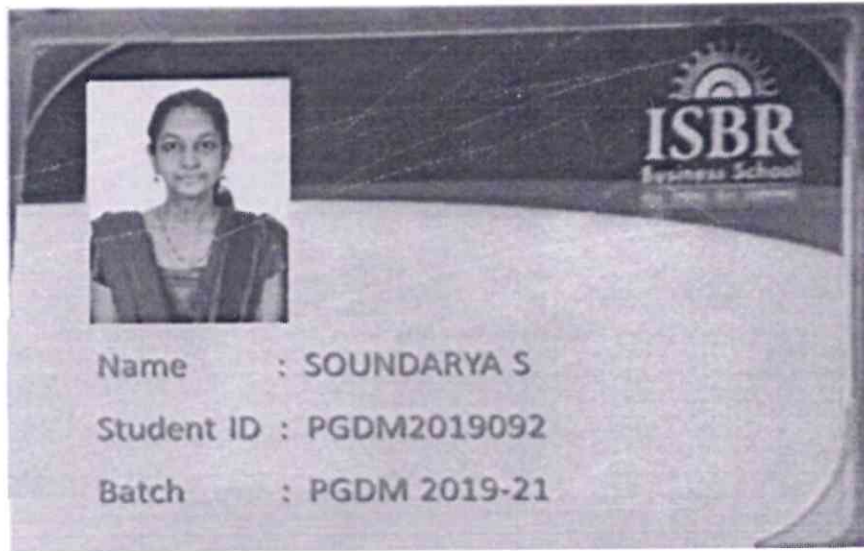 ISBR
Business School
Name : SOUNDARYA S
Student ID : PGDM2019092
Batch : PGDM 2019-21